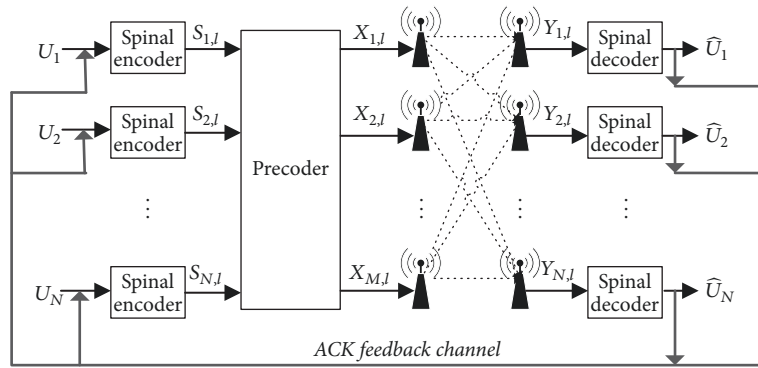 U1 Spinal encoder S1,l X1,l Y1,l Spinal decoder Û1
U2 Spinal encoder S2,l X2,l Y2,l Spinal decoder Û2
Precoder
⋮ ⋮ ⋮ ⋮
UN Spinal encoder SN,l XM,l YN,l Spinal decoder ÛN
ACK feedback channel